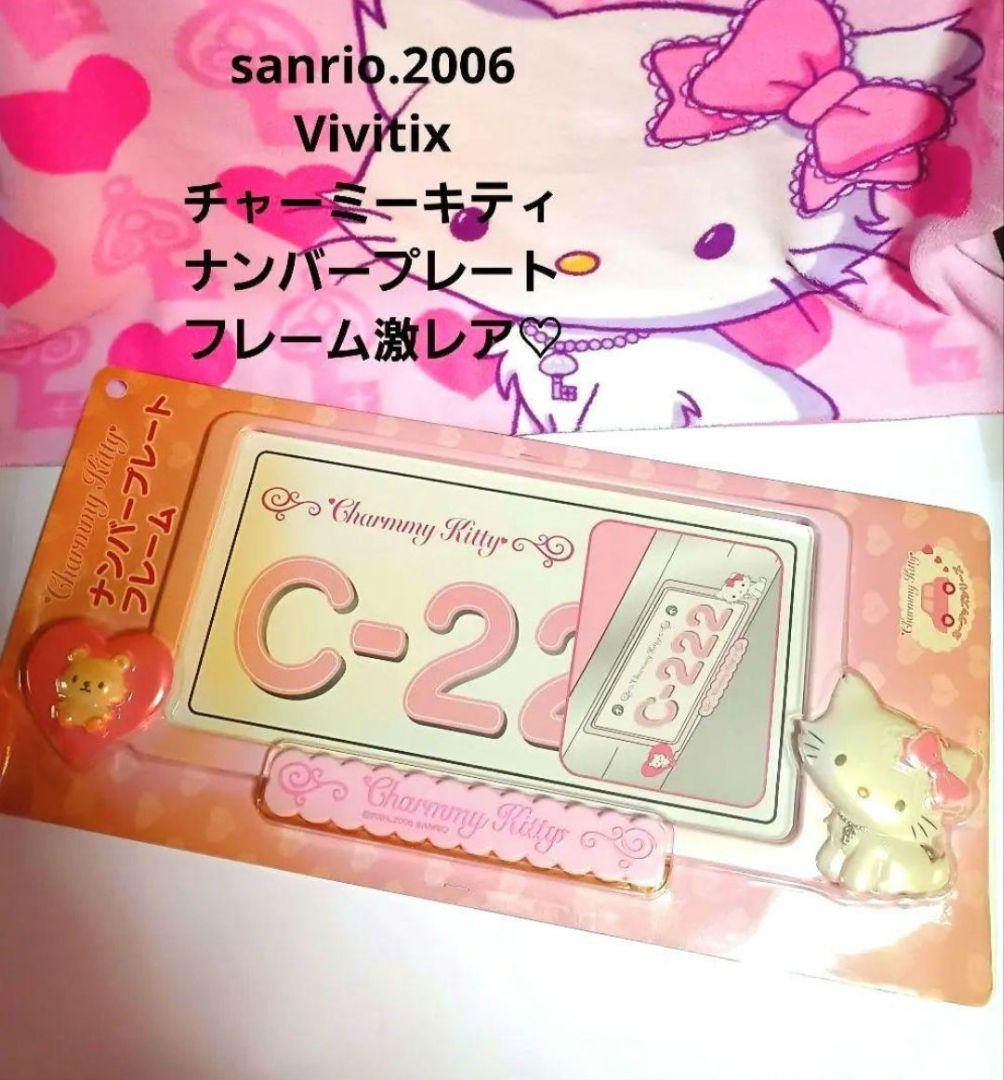 sanrio.2006
Vivitix
チャーミーキティ
ナンバープレート
フレーム激レア♡
Charmmy Kitty
ナンバープレート
フレーム
Charmmy Kitty
C-22
Charmmy Kitty
C-222
Charmmy Kitty
Charmmy Kitty